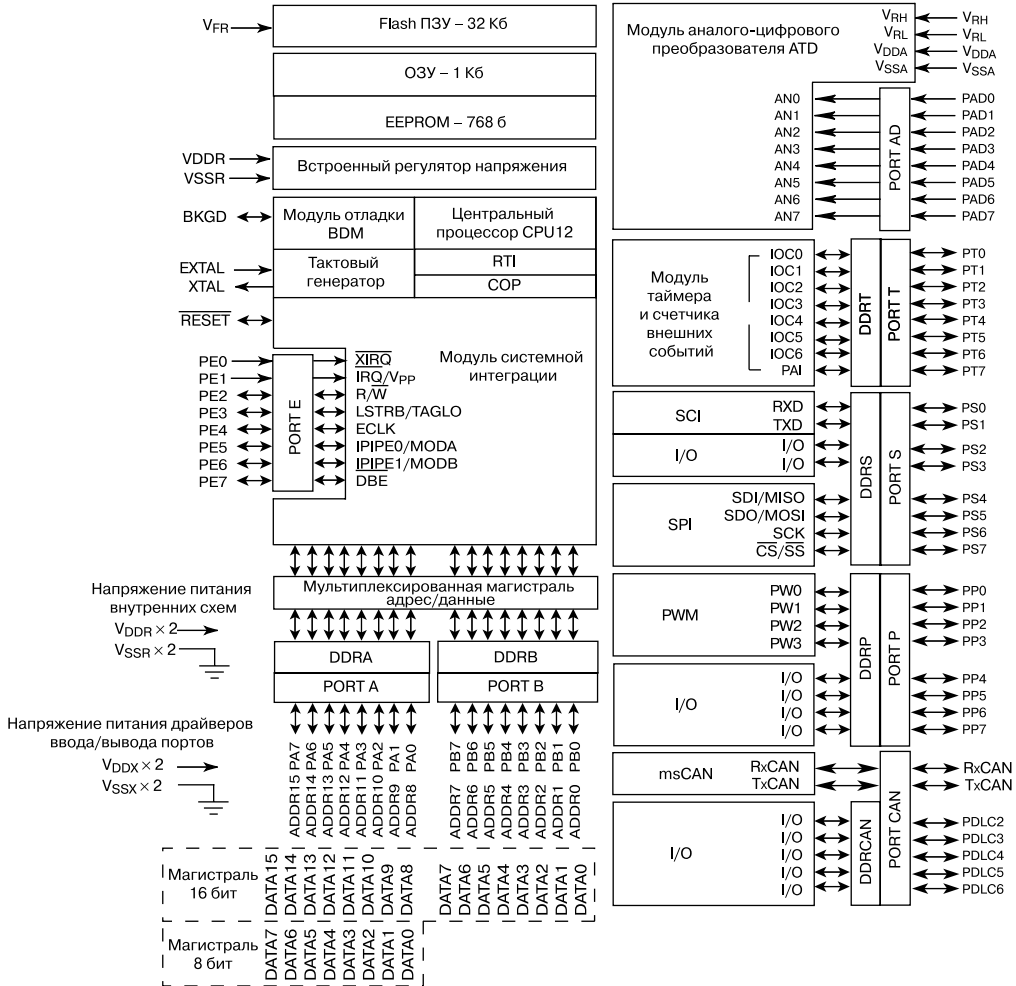 VFR
Flash ПЗУ – 32 Кб
ОЗУ – 1 Кб
EEPROM – 768 б
VDDR
VSSR
Встроенный регулятор напряжения
BKGD
Модуль отладки
BDM
Центральный
процессор CPU12
EXTAL
XTAL
Тактовый
генератор
RTI
COP
RESET
Модуль системной
интеграции
PE0
PE1
PE2
PE3
PE4
PE5
PE6
PE7
PORT E
XIRQ
IRQ/VPP
R/W
LSTRB/TAGLO
ECLK
IPIPE0/MODA
IPIPE1/MODB
DBE
Мультиплексированная магистраль
адрес/данные
Напряжение питания
внутренних схем
VDDR × 2
VSSR × 2
DDRA
DDRB
PORT A
PORT B
Напряжение питания драйверов
ввода/вывода портов
VDDX × 2
VSSX × 2
ADDR15 PA7
ADDR14 PA6
ADDR13 PA5
ADDR12 PA4
ADDR11 PA3
ADDR10 PA2
ADDR9 PA1
ADDR8 PA0
ADDR7 PB7
ADDR6 PB6
ADDR5 PB5
ADDR4 PB4
ADDR3 PB3
ADDR2 PB2
ADDR1 PB1
ADDR0 PB0
Магистраль
16 бит
DATA15
DATA14
DATA13
DATA12
DATA11
DATA10
DATA9
DATA8
DATA7
DATA6
DATA5
DATA4
DATA3
DATA2
DATA1
DATA0
Магистраль
8 бит
DATA7
DATA6
DATA5
DATA4
DATA3
DATA2
DATA1
DATA0
Модуль аналого-цифрового
преобразователя ATD
VRH
VRL
VDDA
VSSA
VRH
VRL
VDDA
VSSA
AN0
AN1
AN2
AN3
AN4
AN5
AN6
AN7
PORT AD
PAD0
PAD1
PAD2
PAD3
PAD4
PAD5
PAD6
PAD7
Модуль
таймера
и счетчика
внешних
событий
IOC0
IOC1
IOC2
IOC3
IOC4
IOC5
IOC6
PAI
DDRT
PORT T
PT0
PT1
PT2
PT3
PT4
PT5
PT6
PT7
SCI
RXD
TXD
I/O
I/O
I/O
SPI
SDI/MISO
SDO/MOSI
SCK
CS/SS
DDRS
PORT S
PS0
PS1
PS2
PS3
PS4
PS5
PS6
PS7
PWM
PW0
PW1
PW2
PW3
I/O
I/O
I/O
I/O
I/O
DDRP
PORT P
PP0
PP1
PP2
PP3
PP4
PP5
PP6
PP7
msCAN
RxCAN
TxCAN
I/O
I/O
I/O
I/O
I/O
I/O
DDRCAN
PORT CAN
RxCAN
TxCAN
PDLC2
PDLC3
PDLC4
PDLC5
PDLC6